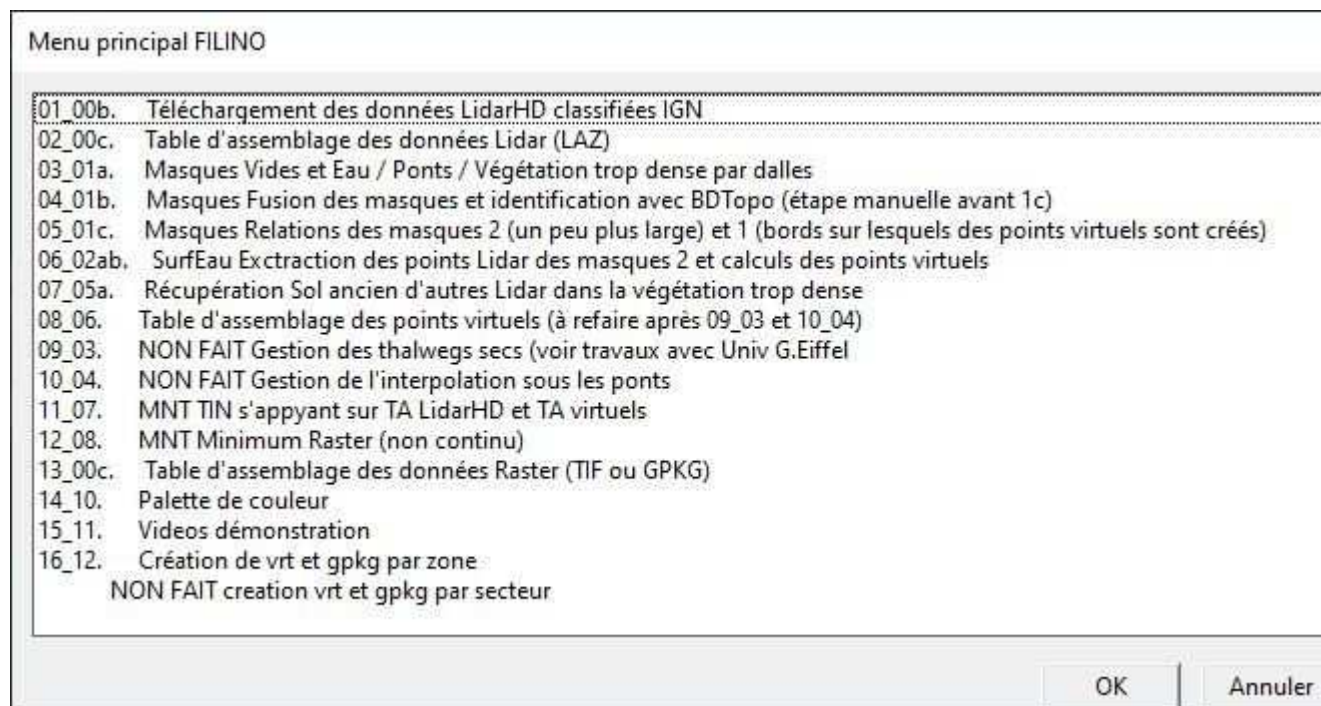 Menu principal FILINO
01_00b. Téléchargement des données LidarHD classifiées IGN
02_00c. Table d'assemblage des données Lidar (LAZ)
03_01a. Masques Vides et Eau / Ponts / Végétation trop dense par dalles
04_01b. Masques Fusion des masques et identification avec BDTopo (étape manuelle avant 1c)
05_01c. Masques Relations des masques 2 (un peu plus large) et 1 (bords sur lesquels des points virtuels sont créés)
06_02ab. SurfEau Exctraction des points Lidar des masques 2 et calculs des points virtuels
07_05a. Récupération Sol ancien d'autres Lidar dans la végétation trop dense
08_06. Table d'assemblage des points virtuels (à refaire après 09_03 et 10_04)
09_03. NON FAIT Gestion des thalwegs secs (voir travaux avec Univ G.Eiffel
10_04. NON FAIT Gestion de l'interpolation sous les ponts
11_07. MNT TIN s'appyant sur TA LidarHD et TA virtuels
12_08. MNT Minimum Raster (non continu)
13_00c. Table d'assemblage des données Raster (TIF ou GPKG)
14_10. Palette de couleur
15_11. Videos démonstration
16_12. Création de vrt et gpkg par zone
NON FAIT creation vrt et gpkg par secteur
OK Annuler